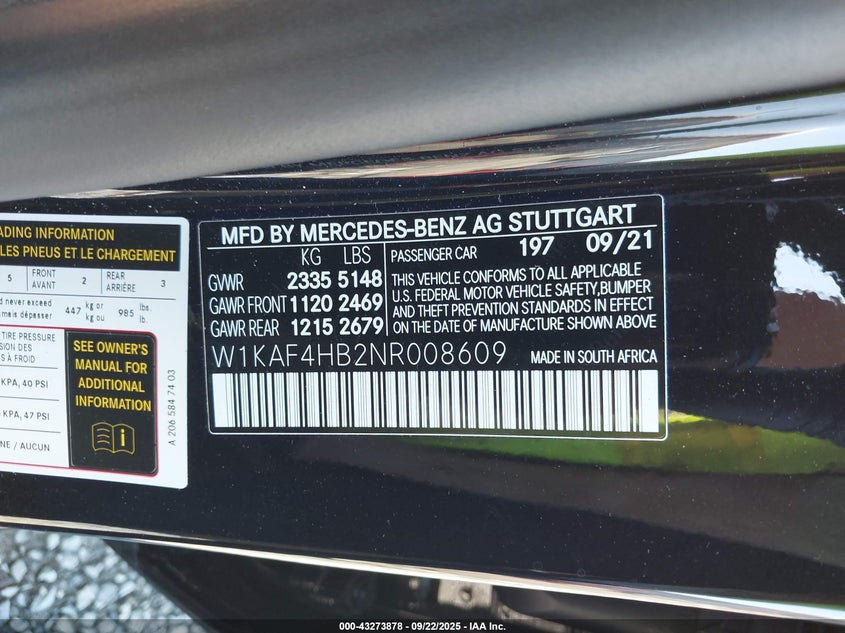 ADING INFORMATION
LES PNEUS ET LE CHARGEMENT
5 FRONT AVANT 2 REAR ARRIÈRE 3
d never exceed
mais dépasser 447 kg or kg ou 985 lbs. lb.
TIRE PRESSURE
SION DES
À FROID
KPA, 40 PSI
KPA, 47 PSI
NE / AUCUN
SEE OWNER'S
MANUAL FOR
ADDITIONAL
INFORMATION
A 206 584 74 03
MFD BY MERCEDES-BENZ AG STUTTGART
KG LBS
GVWR 2335 5148
GAWR FRONT 1120 2469
GAWR REAR 1215 2679
PASSENGER CAR 197 09/21
THIS VEHICLE CONFORMS TO ALL APPLICABLE
U.S. FEDERAL MOTOR VEHICLE SAFETY,BUMPER
AND THEFT PREVENTION STANDARDS IN EFFECT
ON THE DATE OF MANUFACTURE SHOWN ABOVE
W1KAF4HB2NR008609 MADE IN SOUTH AFRICA
000-43273878 - 09/22/2025 - IAA Inc.